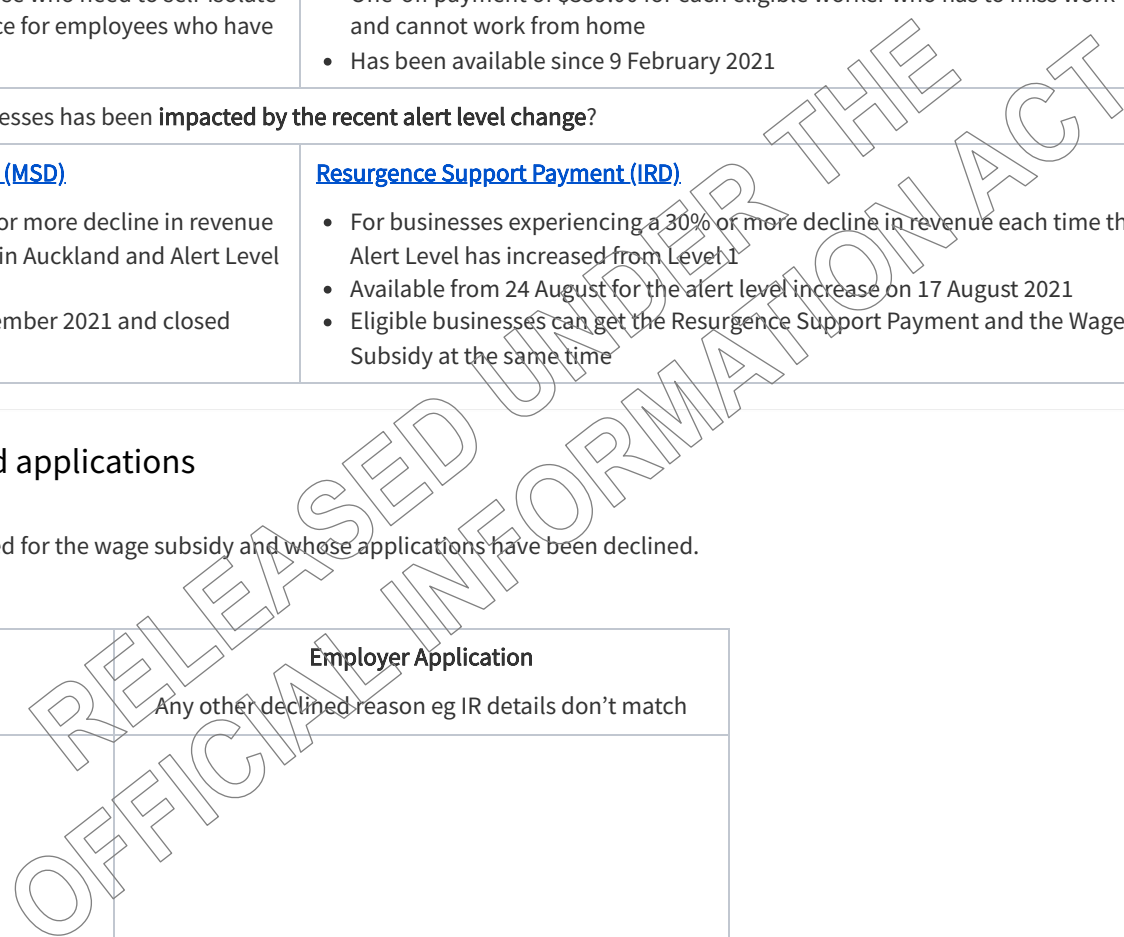 ce for employees who have
and cannot work from home
• Has been available since 9 February 2021
esses has been impacted by the recent alert level change?
(MSD)
or more decline in revenue
in Auckland and Alert Level
ember 2021 and closed
Resurgence Support Payment (IRD)
• For businesses experiencing a 30% or more decline in revenue each time th
Alert Level has increased from Level 1
• Available from 24 August for the alert level increase on 17 August 2021
• Eligible businesses can get the Resurgence Support Payment and the Wage
Subsidy at the same time
d applications
ed for the wage subsidy and whose applications have been declined.
Employer Application
Any other declined reason eg IR details don’t match
RELEASED UNDER THE
OFFICIAL INFORMATION ACT